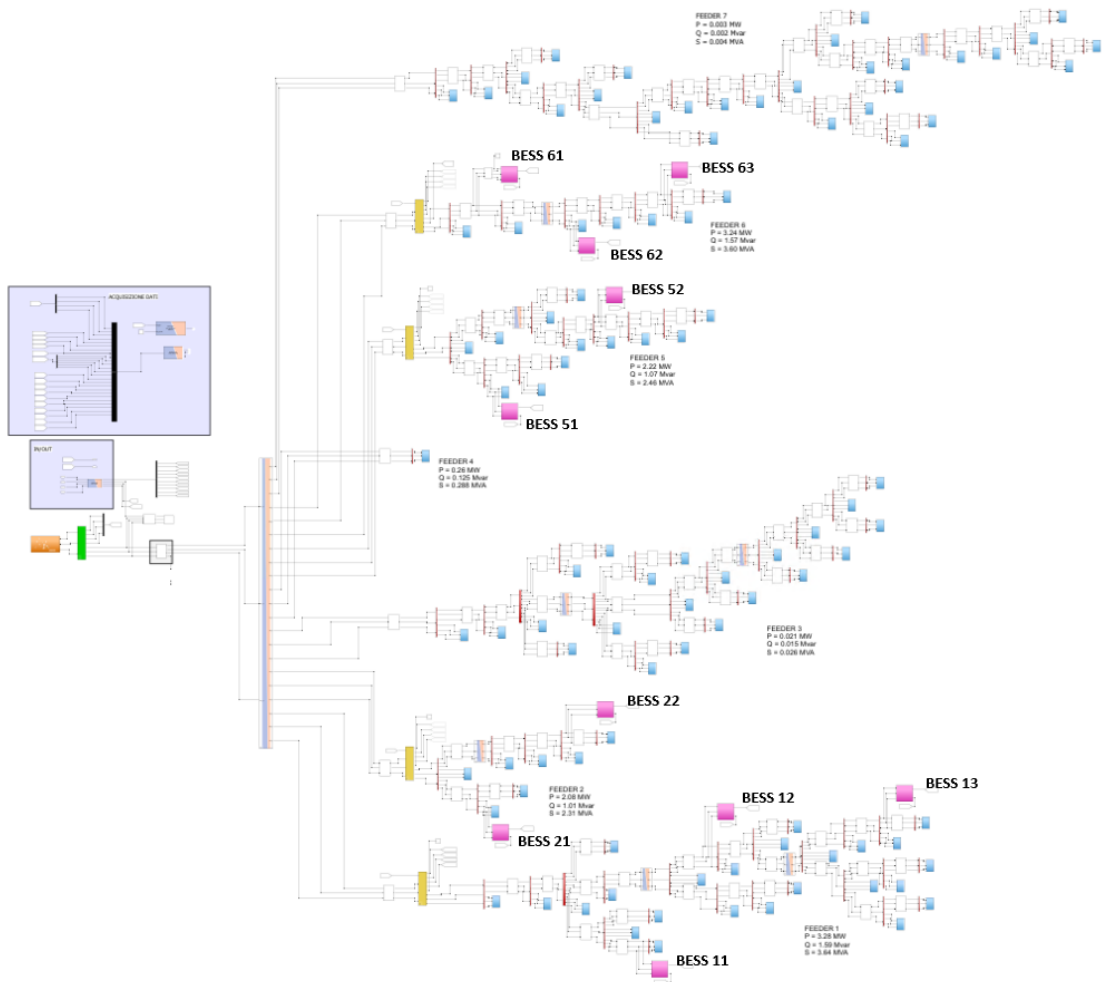 FEEDER 7
P = 0.003 MW
Q = 0.002 Mvar
S = 0.004 MVA
BESS 61
BESS 63
FEEDER 6
P = 3.24 MW
Q = 1.57 Mvar
S = 3.60 MVA
BESS 62
BESS 52
ACQUISIZIONE DATI
FEEDER 5
P = 2.22 MW
Q = 1.07 Mvar
S = 2.46 MVA
BESS 51
IN/OUT
FEEDER 4
P = 0.26 MW
Q = 0.125 Mvar
S = 0.288 MVA
FEEDER 3
P = 0.021 MW
Q = 0.015 Mvar
S = 0.026 MVA
BESS 22
FEEDER 2
P = 2.08 MW
Q = 1.01 Mvar
S = 2.31 MVA
BESS 13
BESS 12
BESS 21
FEEDER 1
P = 3.28 MW
Q = 1.59 Mvar
S = 3.64 MVA
BESS 11